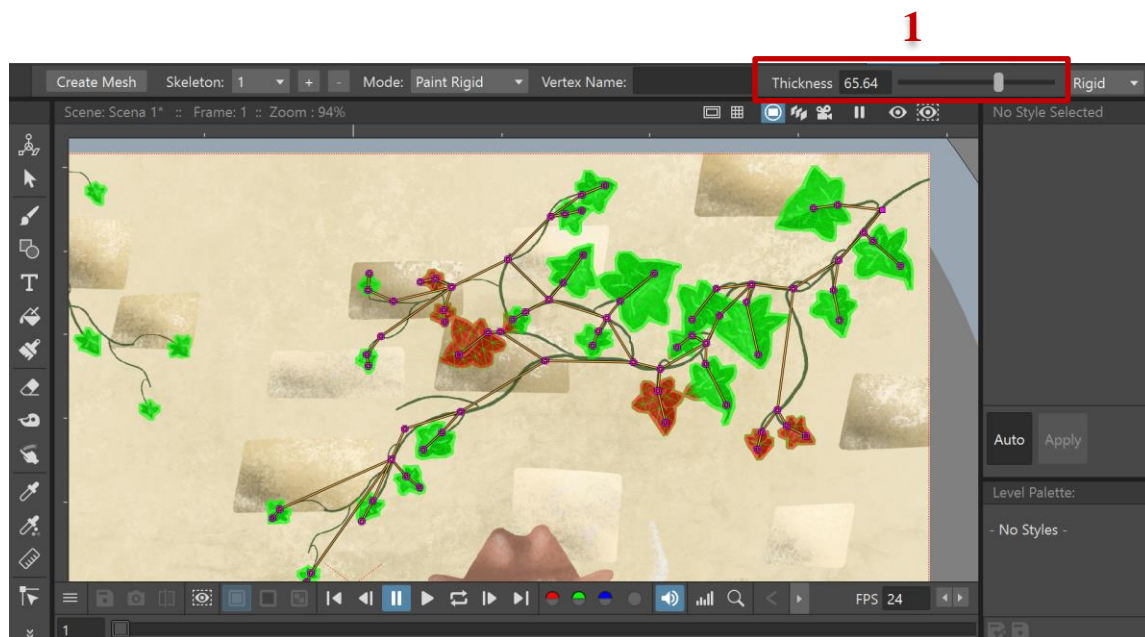 1
Create Mesh Skeleton: 1 + - Mode: Paint Rigid Vertex Name: Thickness 65.64 Rigid
Scene: Scena 1* :: Frame: 1 :: Zoom : 94% No Style Selected
T
Auto Apply
Level Palette:
- No Styles -
FPS 24
1